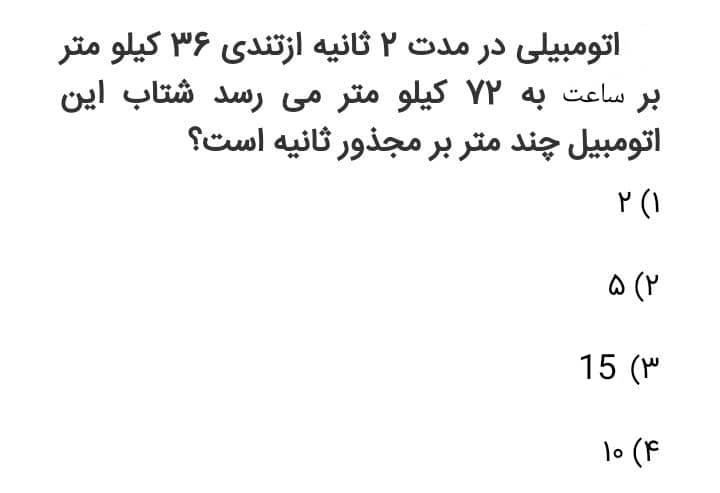 اتومبیلی در مدت ۲ ثانیه ازتندی ۳۶ کیلو متر
بر ساعت به ۷۲ کیلو متر می رسد شتاب این
اتومبیل چند متر بر مجذور ثانیه است؟
۱) ۲
۲) ۵
۳) 15
۴) ۱۰